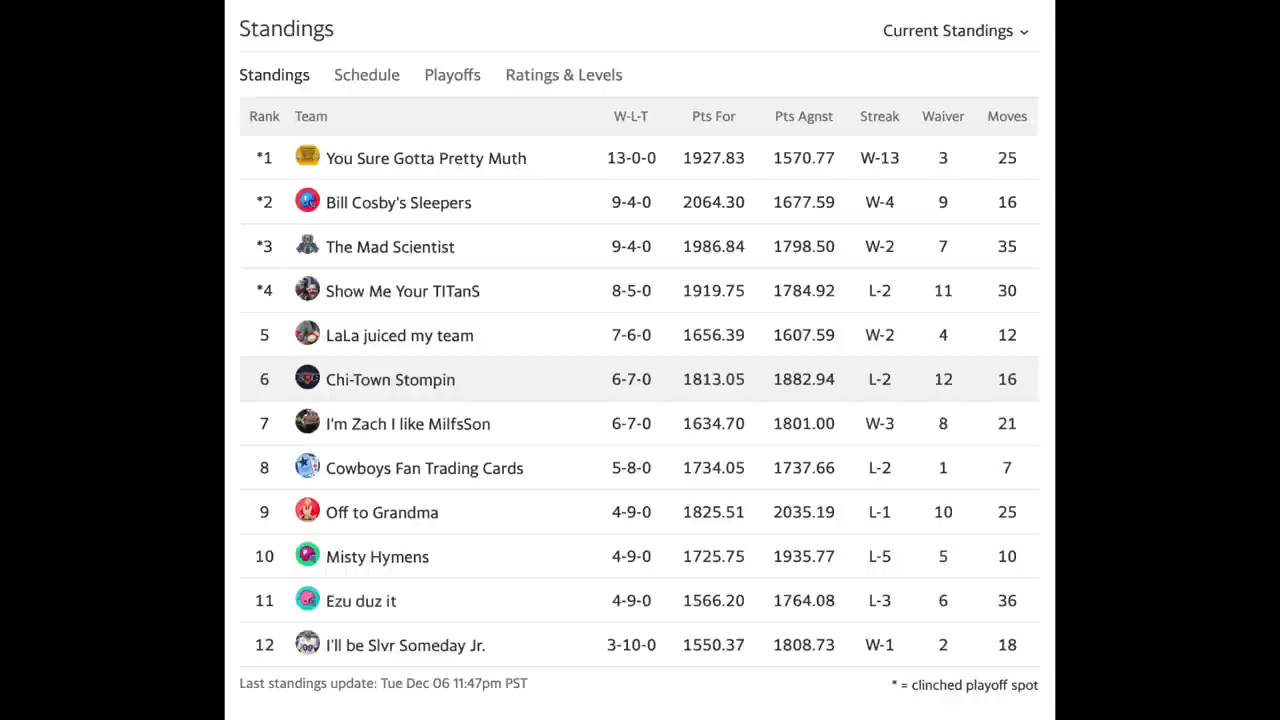 Standings
Current Standings
Standings Schedule Playoffs Ratings & Levels
Rank Team W-L-T Pts For Pts Agnst Streak Waiver Moves
*1 You Sure Gotta Pretty Muth 13-0-0 1927.83 1570.77 W-13 3 25
*2 Bill Cosby's Sleepers 9-4-0 2064.30 1677.59 W-4 9 16
*3 The Mad Scientist 9-4-0 1986.84 1798.50 W-2 7 35
*4 Show Me Your TITanS 8-5-0 1919.75 1784.92 L-2 11 30
5 LaLa juiced my team 7-6-0 1656.39 1607.59 W-2 4 12
6 Chi-Town Stompin 6-7-0 1813.05 1882.94 L-2 12 16
7 I'm Zach I like MilfsSon 6-7-0 1634.70 1801.00 W-3 8 21
8 Cowboys Fan Trading Cards 5-8-0 1734.05 1737.66 L-2 1 7
9 Off to Grandma 4-9-0 1825.51 2035.19 L-1 10 25
10 Misty Hymens 4-9-0 1725.75 1935.77 L-5 5 10
11 Ezu duz it 4-9-0 1566.20 1764.08 L-3 6 36
12 I'll be Slvr Someday Jr. 3-10-0 1550.37 1808.73 W-1 2 18
Last standings update: Tue Dec 06 11:47pm PST
* = clinched playoff spot